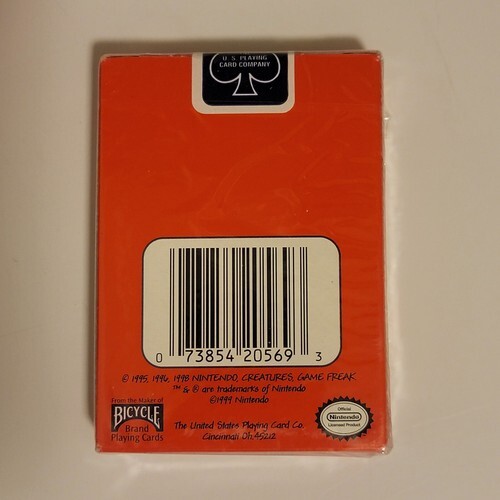 U.S. PLAYING
CARD COMPANY
0 73854 20569 3
© 1995, 1996, 1998 NINTENDO, CREATURES, GAME FREAK
™ & ® are trademarks of Nintendo
©1999 Nintendo
From the Maker of
BICYCLE
Brand
Playing Cards
The United States Playing Card Co.
Cincinnati Oh.45212
Official
Nintendo
Licensed Product